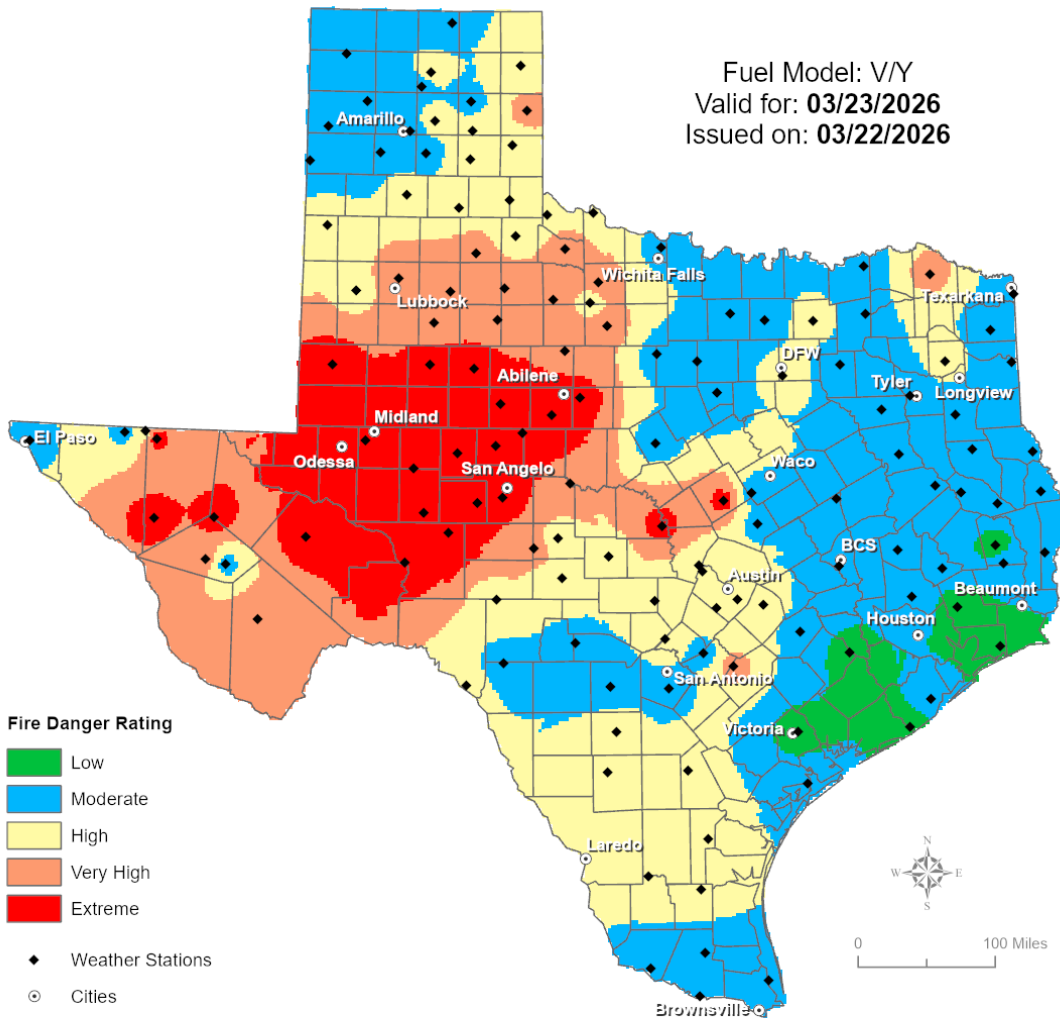 Fuel Model: V/Y
Valid for: 03/23/2026
Issued on: 03/22/2026
Amarillo
Wichita Falls
Lubbock
Texarkana
DFW
Abilene
Tyler
Longview
Midland
El Paso
Odessa
San Angelo
Waco
BCS
Austin
Beaumont
Houston
San Antonio
Victoria
Laredo
Brownsville
Fire Danger Rating
Low
Moderate
High
Very High
Extreme
Weather Stations
Cities
N
W
E
S
0
100 Miles